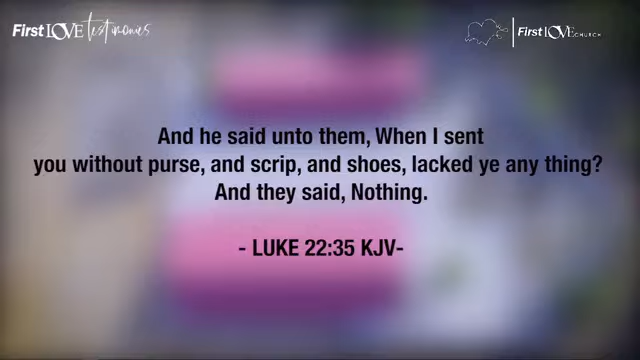 First LOVE testimonies
First LOVE CHURCH
And he said unto them, When I sent
you without purse, and scrip, and shoes, lacked ye any thing?
And they said, Nothing.
- LUKE 22:35 KJV-